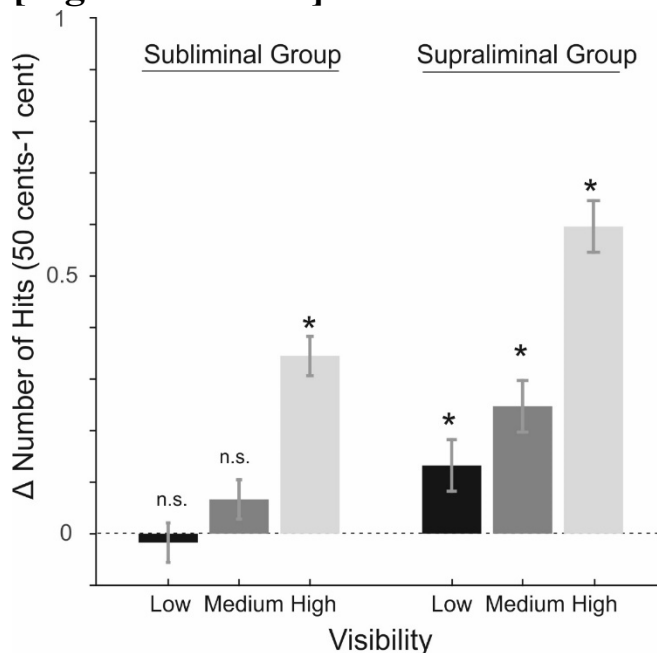 1
Subliminal Group
Supraliminal Group
*
*
0.5
*
*
n.s.
n.s.
*
0
Δ Number of Hits (50 cents-1 cent)
Low Medium High
Low Medium High
Visibility